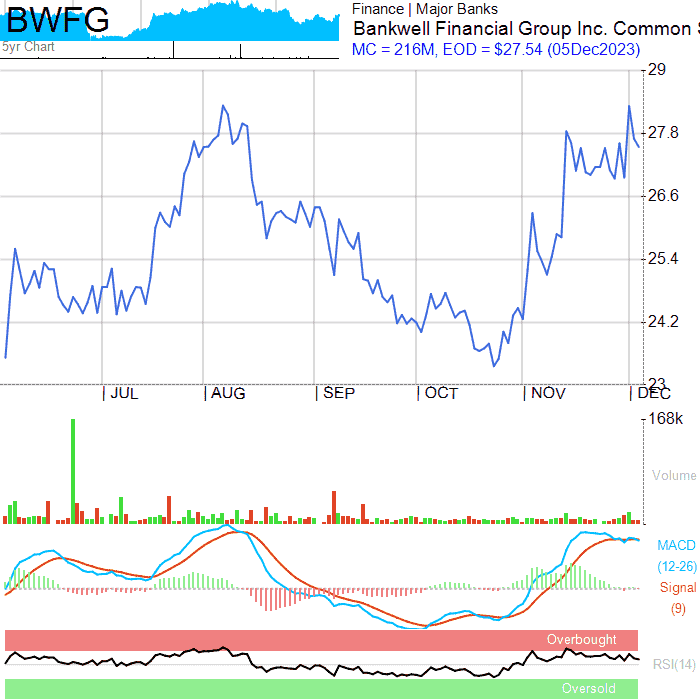 BWFG
5yr Chart
Finance | Major Banks
Bankwell Financial Group Inc. Common S
MC = 216M, EOD = $27.54 (05Dec2023)
29
27.8
26.6
25.4
24.2
23
JUL AUG SEP OCT NOV DEC
168k
Volume
MACD
(12-26)
Signal
(9)
Overbought
RSI(14)
Oversold